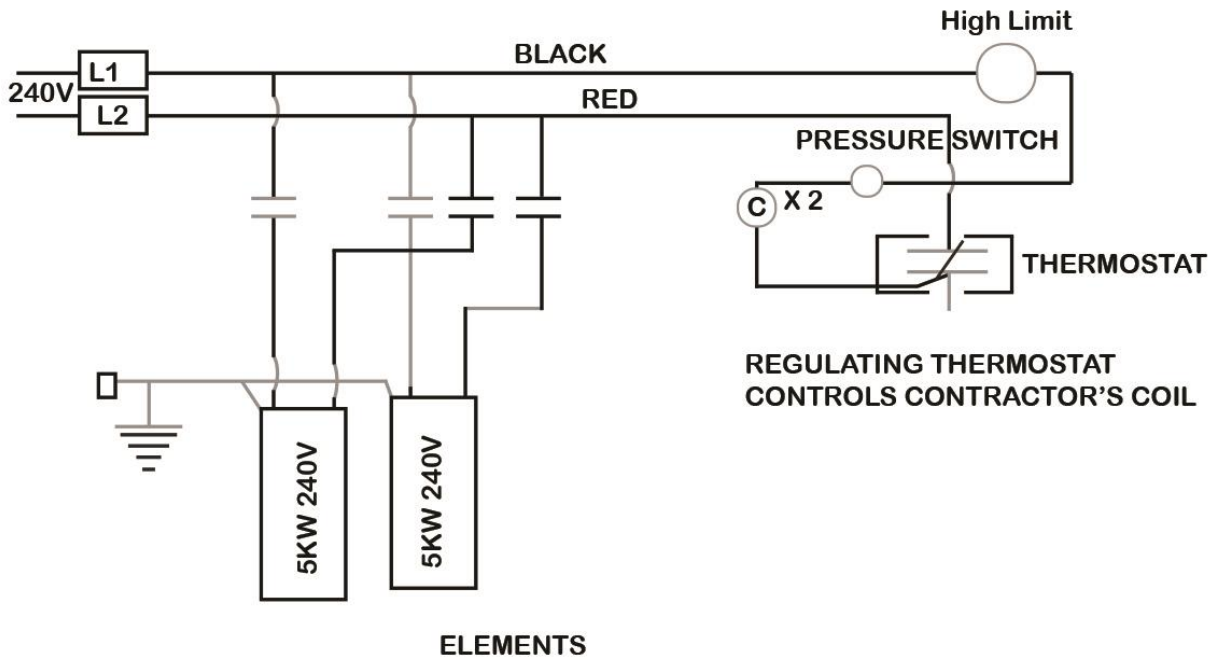 High Limit
BLACK
L1
240V
RED
L2
PRESSURE SWITCH
C X 2
THERMOSTAT
REGULATING THERMOSTAT
CONTROLS CONTRACTOR'S COIL
5KW 240V
5KW 240V
ELEMENTS